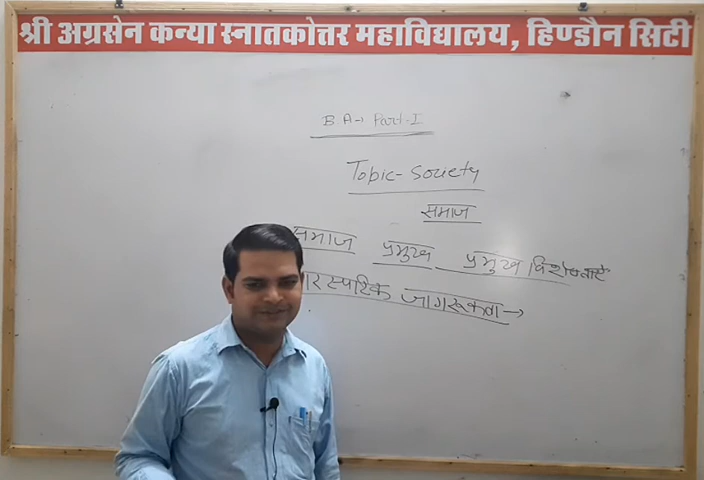 श्री अग्रसेन कन्या स्नातकोत्तर महाविद्यालय, हिण्डौन सिटी
B A→ Part-I
Topic- Society
समाज
समाज प्रमुख प्रमुख विशेषताएँ
रस्परिक जागरूकता →